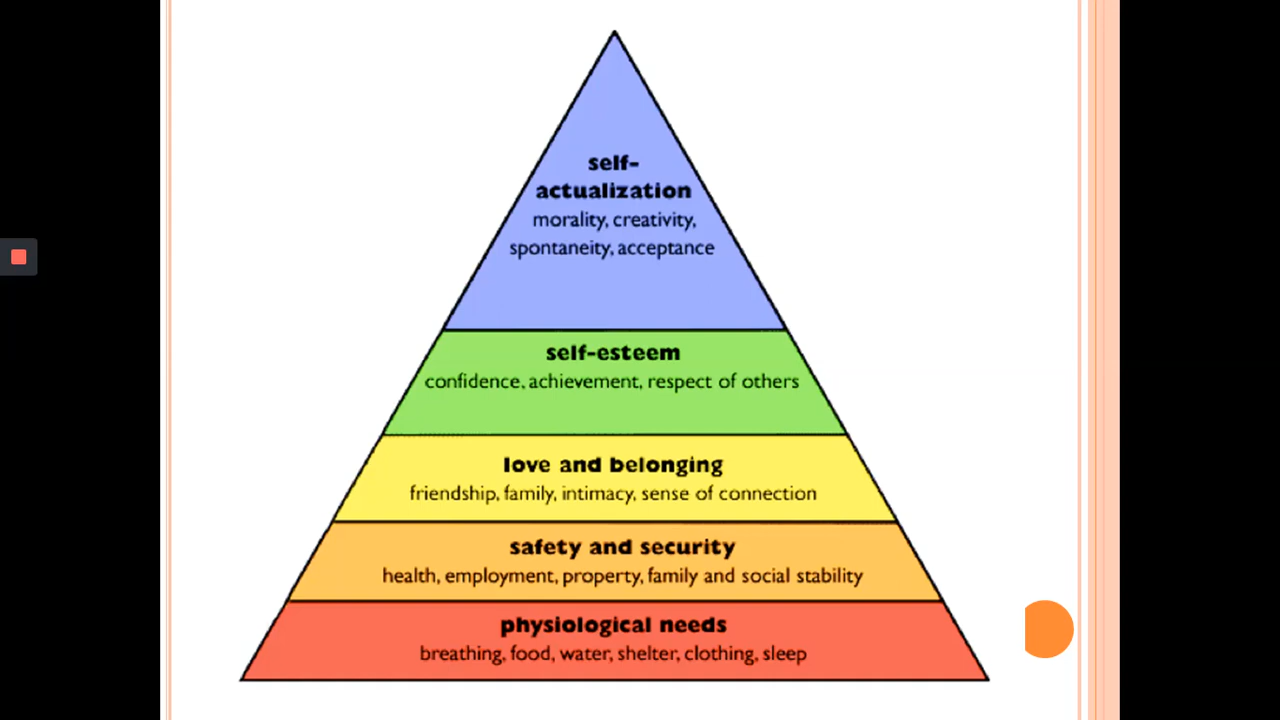 self-
actualization
morality, creativity,
spontaneity, acceptance
self-esteem
confidence, achievement, respect of others
love and belonging
friendship, family, intimacy, sense of connection
safety and security
health, employment, property, family and social stability
physiological needs
breathing, food, water, shelter, clothing, sleep